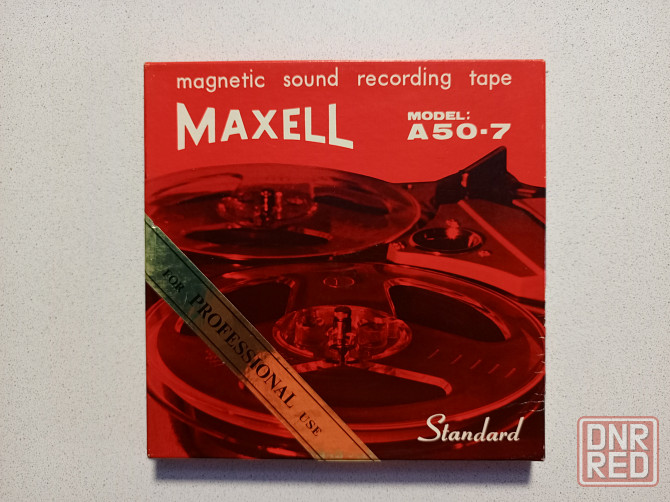 magnetic sound recording tape
MAXELL
MODEL:
A50-7
FOR PROFESSIONAL USE
Standard
DNR
RED